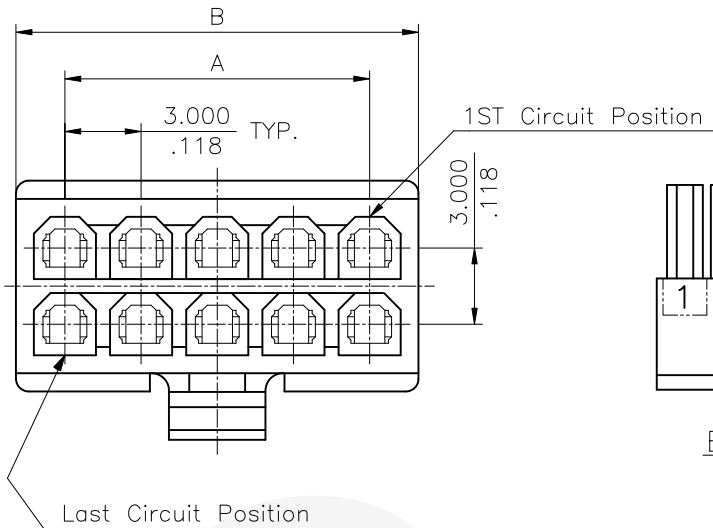 B
A
3.000
.118
TYP.
1ST Circuit Position
3.000
.118
1
Last Circuit Position